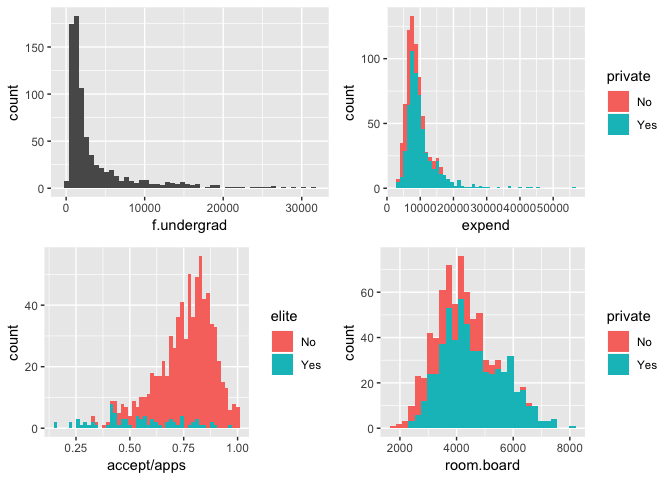 150
100
50
0
count
0 10000 20000 30000
f.undergrad
100
50
0
count
0 10000 20000 30000 40000 50000
expend
private
No
Yes
40
20
0
count
0.25 0.50 0.75 1.00
accept/apps
elite
No
Yes
60
40
20
0
count
2000 4000 6000 8000
room.board
private
No
Yes